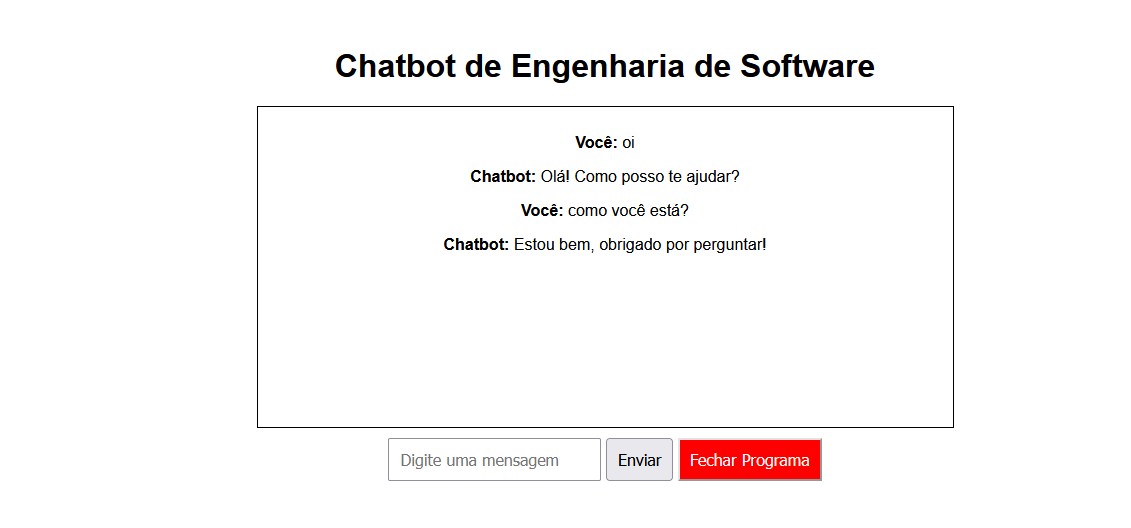 Chatbot de Engenharia de Software
Você: oi
Chatbot: Olá! Como posso te ajudar?
Você: como você está?
Chatbot: Estou bem, obrigado por perguntar!
Digite uma mensagem Enviar Fechar Programa